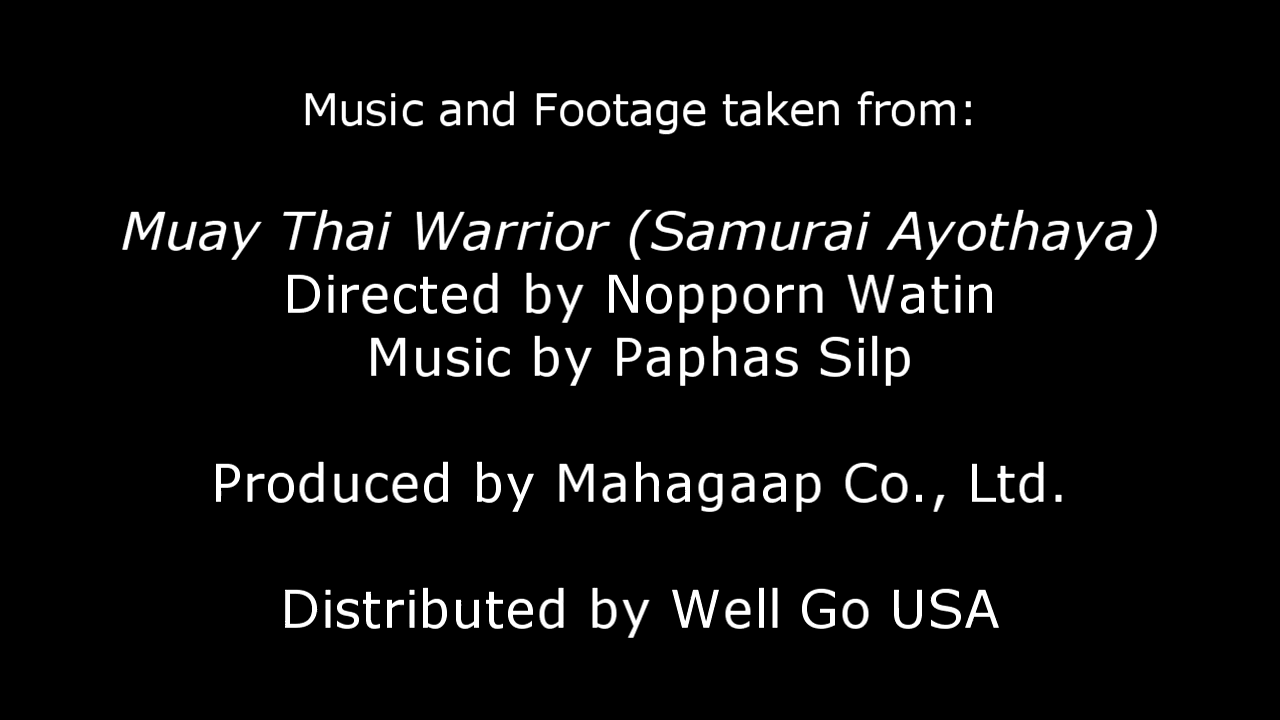 Music and Footage taken from:
Muay Thai Warrior (Samurai Ayothaya)
Directed by Nopporn Watin
Music by Paphas Silp
Produced by Mahagaap Co., Ltd.
Distributed by Well Go USA